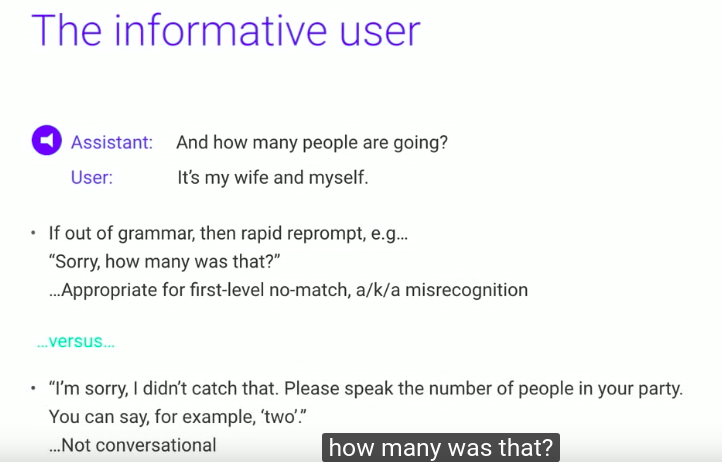 The informative user
Assistant: And how many people are going?
User: It's my wife and myself.
• If out of grammar, then rapid reprompt, e.g...
“Sorry, how many was that?”
...Appropriate for first-level no-match, a/k/a misrecognition
...versus...
• “I'm sorry, I didn't catch that. Please speak the number of people in your party.
You can say, for example, ‘two’.”
...Not conversational
how many was that?